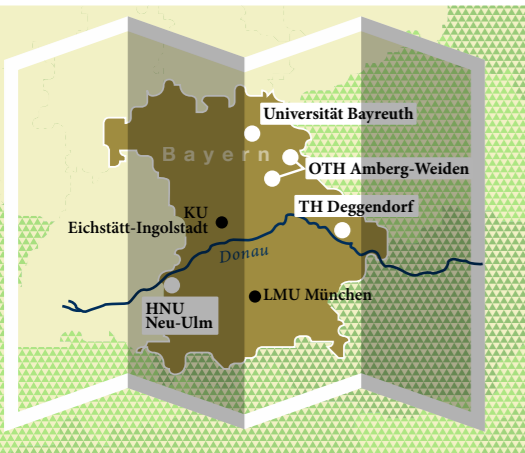 Universität Bayreuth
Bayern
OTH Amberg-Weiden
TH Deggendorf
KU
Eichstätt-Ingolstadt
Donau
LMU München
HNU
Neu-Ulm